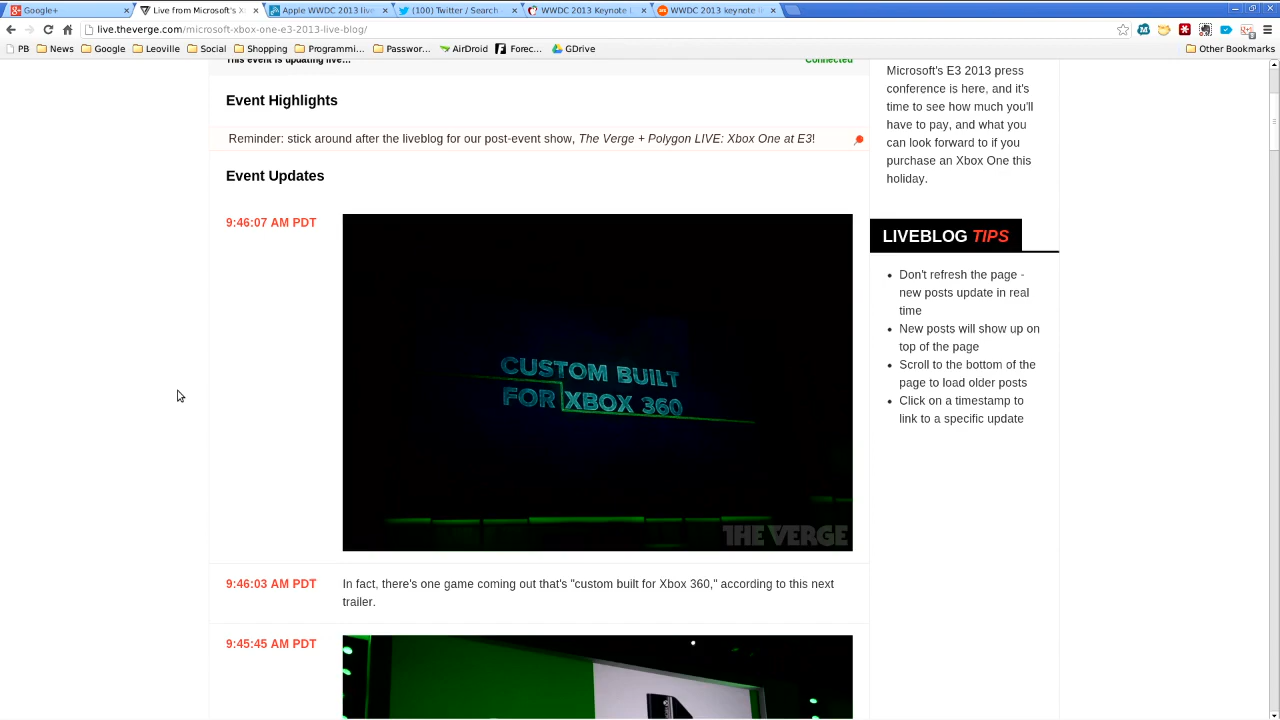 Google+
Live from Microsoft's X
Apple WWDC 2013 live
(100) Twitter / Search
WWDC 2013 Keynote L
WWDC 2013 keynote li
live.theverge.com/microsoft-xbox-one-e3-2013-live-blog/
PB News Google Leoville Social Shopping Programmi... Passwor... AirDroid Forec... GDrive Other Bookmarks
This event is updating live... Connected
Event Highlights
Reminder: stick around after the liveblog for our post-event show, The Verge + Polygon LIVE: Xbox One at E3!
Event Updates
9:46:07 AM PDT
CUSTOM BUILT
FOR XBOX 360
THE VERGE
9:46:03 AM PDT
In fact, there's one game coming out that's "custom built for Xbox 360," according to this next
trailer.
9:45:45 AM PDT
Microsoft's E3 2013 press
conference is here, and it's
time to see how much you'll
have to pay, and what you
can look forward to if you
purchase an Xbox One this
holiday.
LIVEBLOG TIPS
Don't refresh the page -
new posts update in real
time
New posts will show up on
top of the page
Scroll to the bottom of the
page to load older posts
Click on a timestamp to
link to a specific update